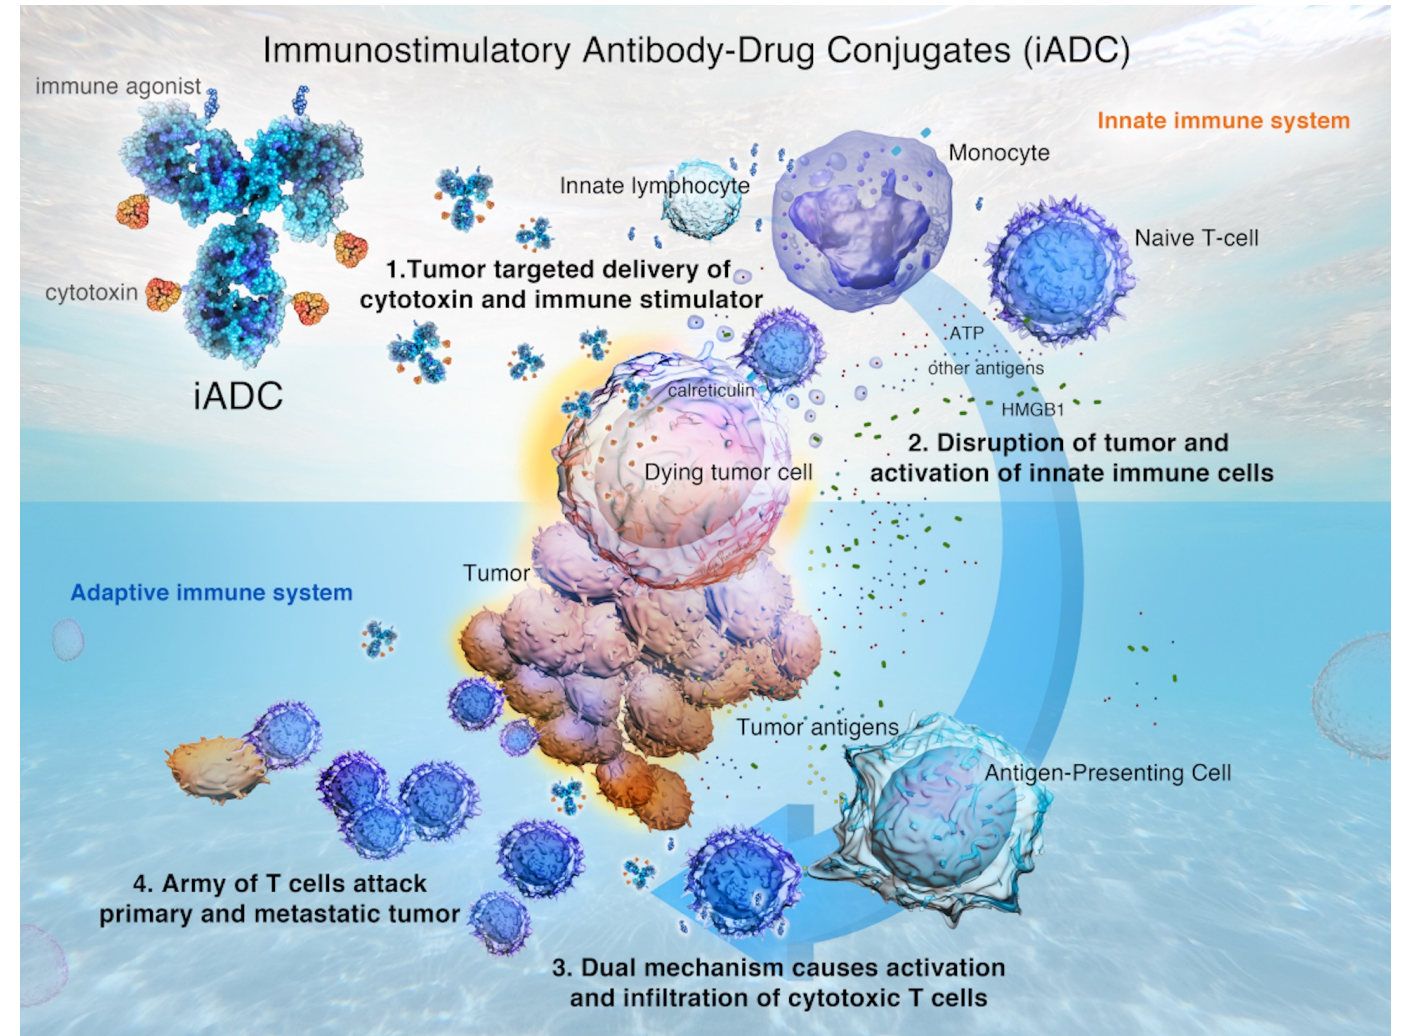 Immunostimulatory Antibody-Drug Conjugates (iADC)
immune agonist
Innate immune system
Monocyte
Innate lymphocyte
Naive T-cell
1.Tumor targeted delivery of
cytotoxin and immune stimulator
cytotoxin
iADC
ATP
other antigens
calreticulin
HMGB1
2. Disruption of tumor and
activation of innate immune cells
Dying tumor cell
Tumor
Adaptive immune system
Tumor antigens
Antigen-Presenting Cell
4. Army of T cells attack
primary and metastatic tumor
3. Dual mechanism causes activation
and infiltration of cytotoxic T cells